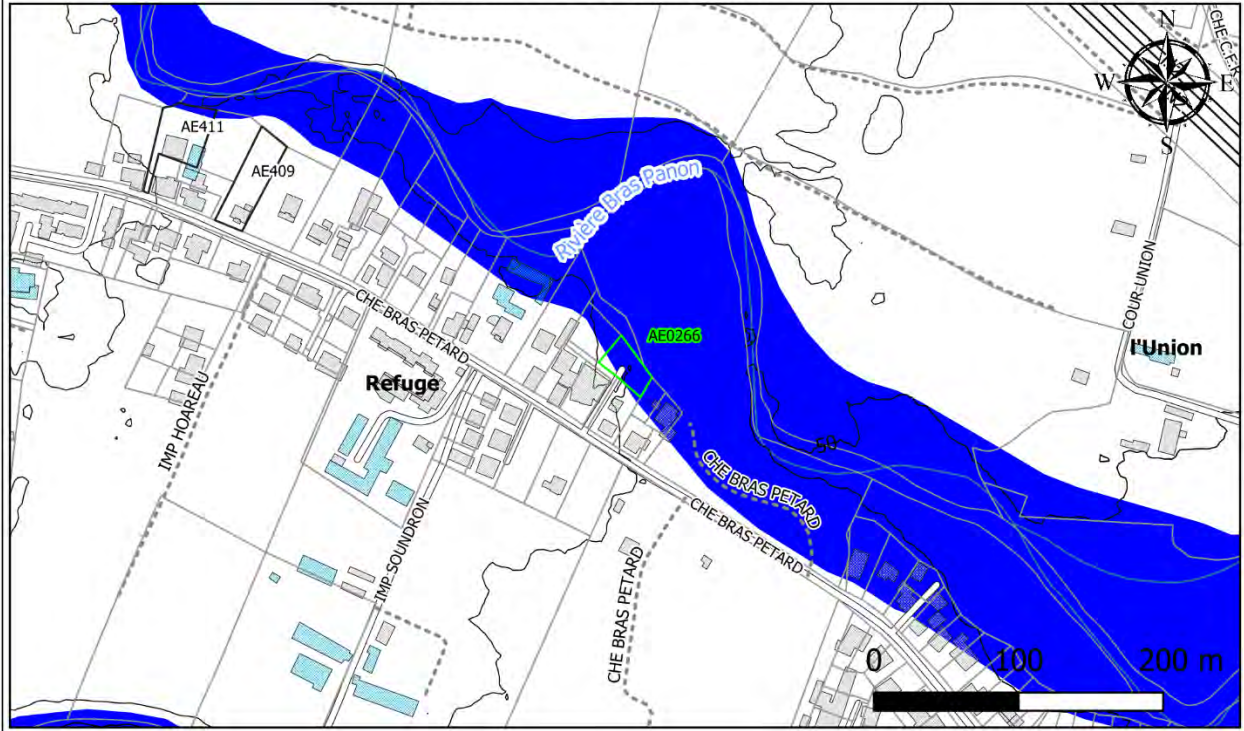 N
W
E
S
CHE C.E.R
AE411
AE409
Rivière Bras Panon
COUR UNION
CHE BRAS PETARD
AE0266
l'Union
Refuge
IMP HOAREAU
50
CHE BRAS PETARD
CHE BRAS PETARD
IMP SOUNDRON
CHE BRAS PETARD
0
100
200 m